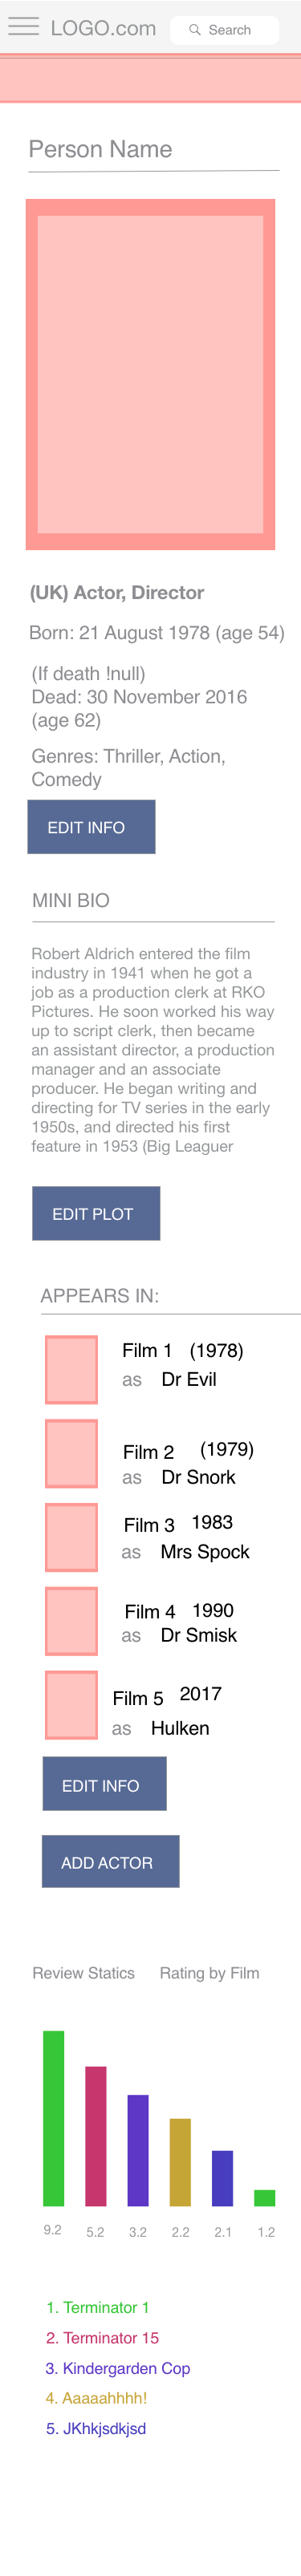 LOGO.com
Search
Person Name
(UK) Actor, Director
Born: 21 August 1978 (age 54)
(If death !null)
Dead: 30 November 2016
(age 62)
Genres: Thriller, Action,
Comedy
EDIT INFO
MINI BIO
Robert Aldrich entered the film
industry in 1941 when he got a
job as a production clerk at RKO
Pictures. He soon worked his way
up to script clerk, then became
an assistant director, a production
manager and an associate
producer. He began writing and
directing for TV series in the early
1950s, and directed his first
feature in 1953 (Big Leaguer
EDIT PLOT
APPEARS IN:
Film 1 (1978)
as Dr Evil
Film 2 (1979)
as Dr Snork
Film 3 1983
as Mrs Spock
Film 4 1990
as Dr Smisk
Film 5 2017
as Hulken
EDIT INFO
ADD ACTOR
Review Statics Rating by Film
9.2 5.2 3.2 2.2 2.1 1.2
1. Terminator 1
2. Terminator 15
3. Kindergarden Cop
4. Aaaaahhhh!
5. JKhkjsdkjsd